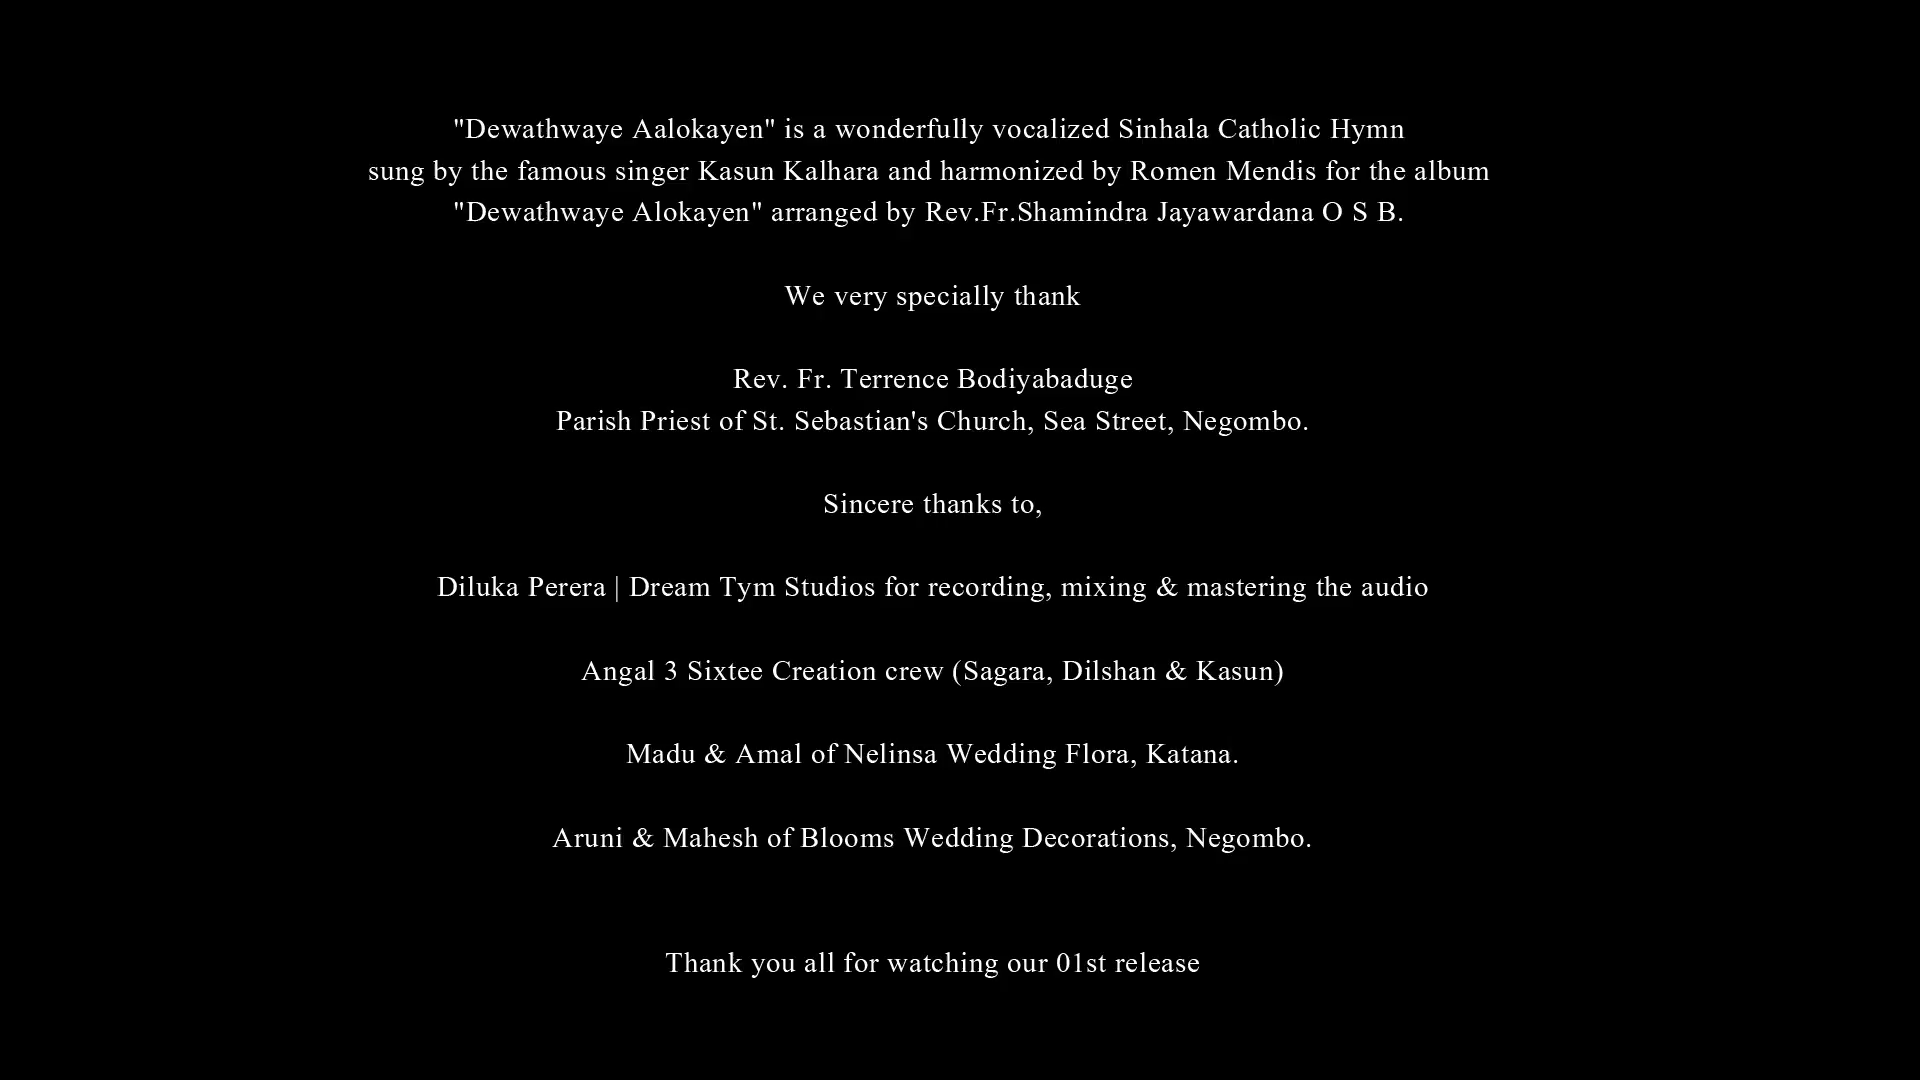 "Dewathwaye Aalokayen" is a wonderfully vocalized Sinhala Catholic Hymn
sung by the famous singer Kasun Kalhara and harmonized by Romen Mendis for the album
"Dewathwaye Alokayen" arranged by Rev.Fr.Shamindra Jayawardana O S B.
We very specially thank
Rev. Fr. Terrence Bodiyabaduge
Parish Priest of St. Sebastian's Church, Sea Street, Negombo.
Sincere thanks to,
Diluka Perera | Dream Tym Studios for recording, mixing & mastering the audio
Angal 3 Sixtee Creation crew (Sagara, Dilshan & Kasun)
Madu & Amal of Nelinsa Wedding Flora, Katana.
Aruni & Mahesh of Blooms Wedding Decorations, Negombo.
Thank you all for watching our 01st release